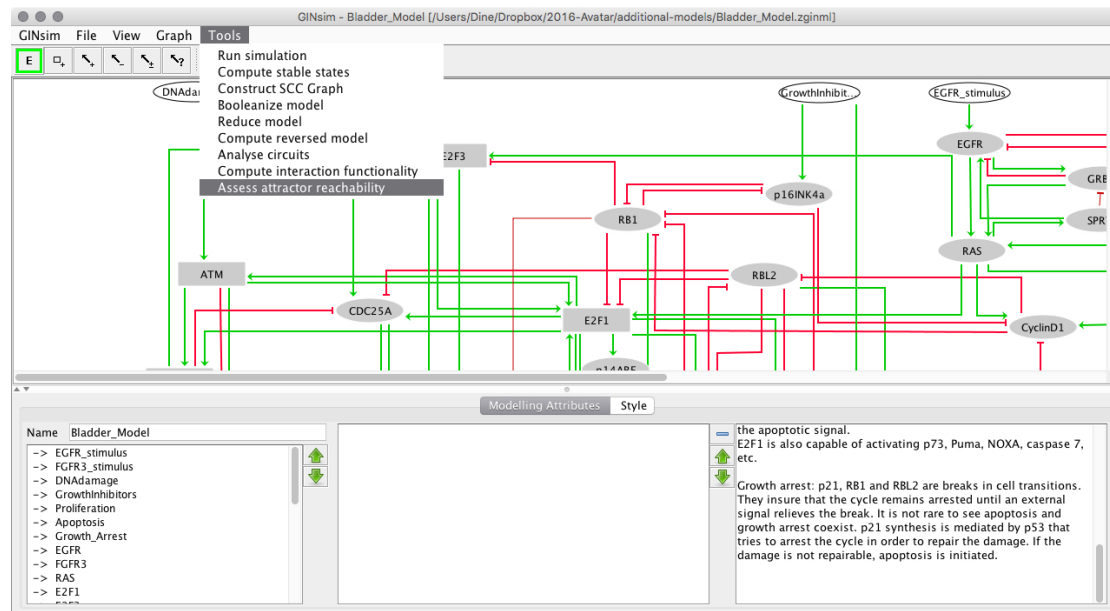 GINsim - Bladder_Model [/Users/Dine/Dropbox/2016-Avatar/additional-models/Bladder_Model.zginml]
GINsim File View Graph Tools
E
Run simulation
Compute stable states
Construct SCC Graph
Booleanize model
Reduce model
Compute reversed model
Analyse circuits
Compute interaction functionality
Assess attractor reachability
DNAda
GrowthInhibit...
EGFR_stimulus
EGFR
E2F3
GRB
p16INK4a
SPR
RB1
RAS
ATM
RBL2
CDC25A
E2F1
CyclinD1
p14ARF
Modelling Attributes Style
Name Bladder_Model
-> EGFR_stimulus
-> FGFR3_stimulus
-> DNAdamage
-> GrowthInhibitors
-> Proliferation
-> Apoptosis
-> Growth_Arrest
-> EGFR
-> FGFR3
-> RAS
-> E2F1
the apoptotic signal.
E2F1 is also capable of activating p73, Puma, NOXA, caspase 7,
etc.
Growth arrest: p21, RB1 and RBL2 are breaks in cell transitions.
They insure that the cycle remains arrested until an external
signal relieves the break. It is not rare to see apoptosis and
growth arrest coexist. p21 synthesis is mediated by p53 that
tries to arrest the cycle in order to repair the damage. If the
damage is not repairable, apoptosis is initiated.